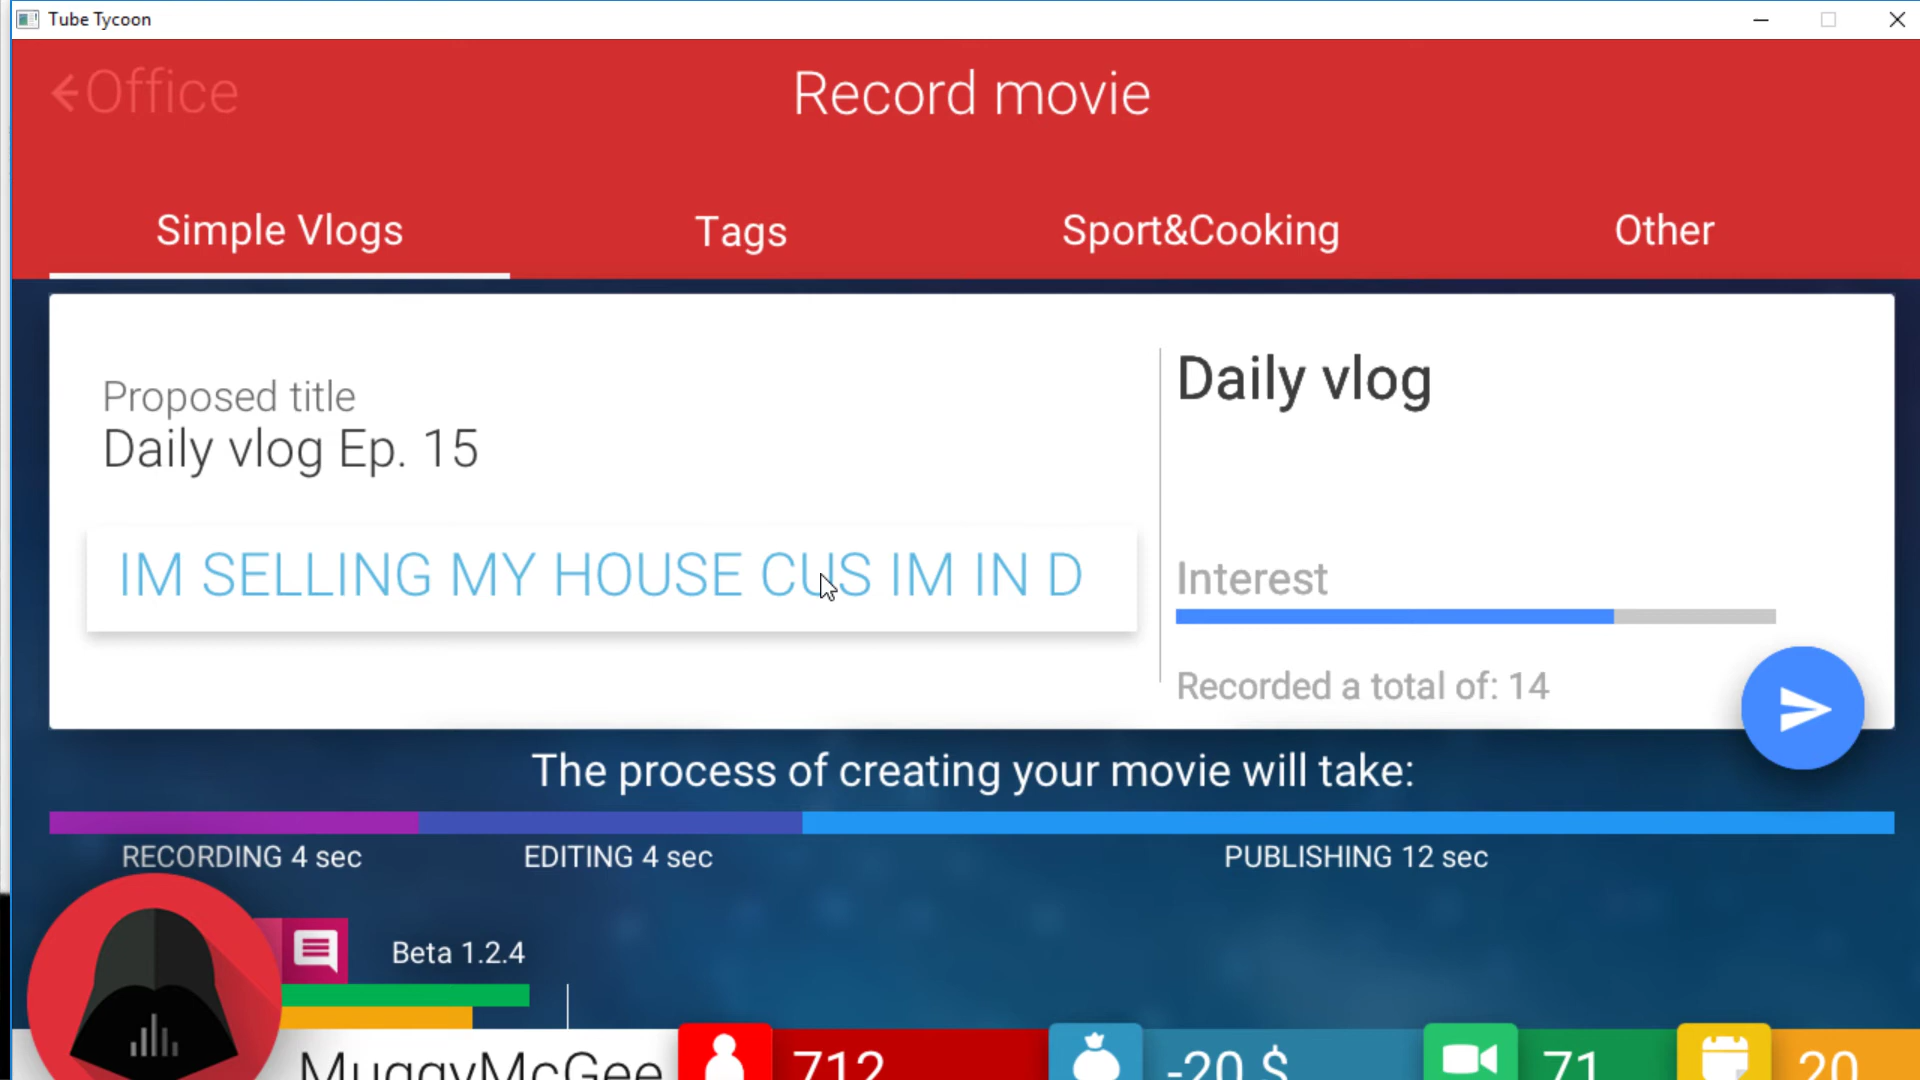 Tube Tycoon
Office
Record movie
Simple Vlogs
Tags
Sport&Cooking
Other
Proposed title
Daily vlog Ep. 15
IM SELLING MY HOUSE CUS IM IN D
Daily vlog
Interest
Recorded a total of: 14
The process of creating your movie will take:
RECORDING 4 sec
EDITING 4 sec
PUBLISHING 12 sec
Beta 1.2.4
MuggyMcGee
712
-20 $
71
20